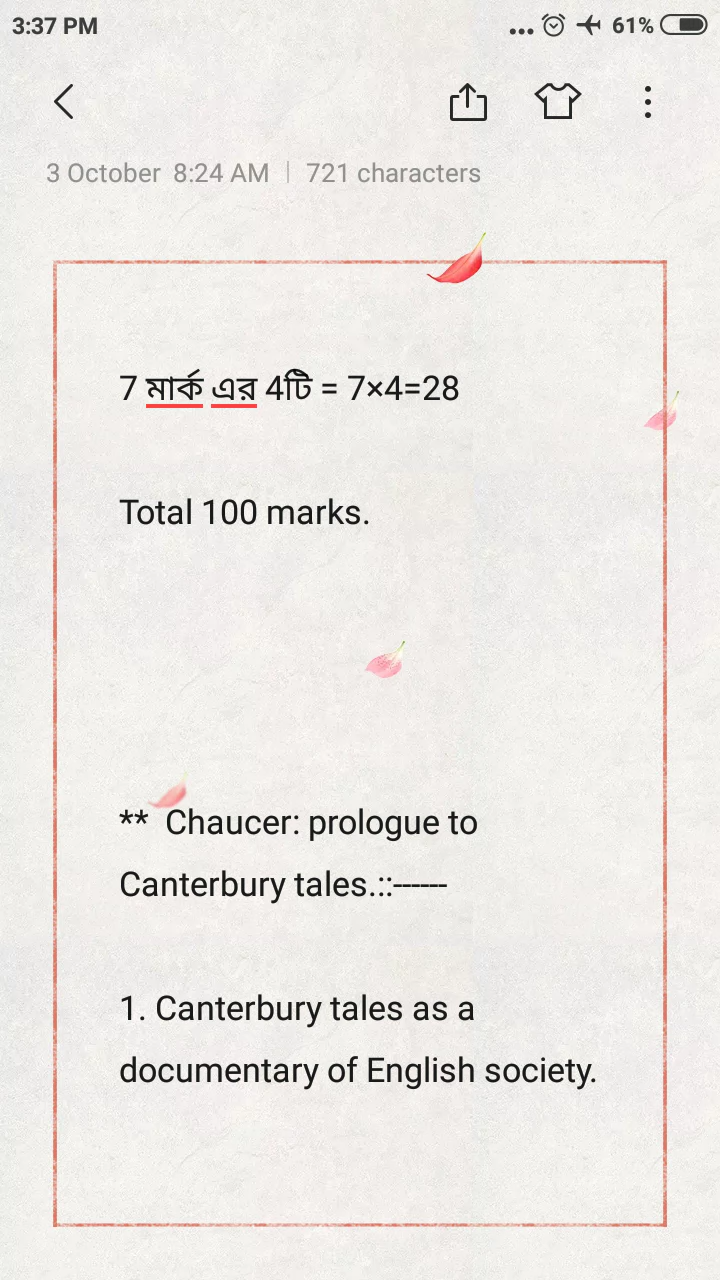 3:37 PM
61%
3 October 8:24 AM | 721 characters
7 मার্ক এর 4টি = 7×4=28
Total 100 marks.
** Chaucer: prologue to
Canterbury tales.::------
1. Canterbury tales as a
documentary of English society.